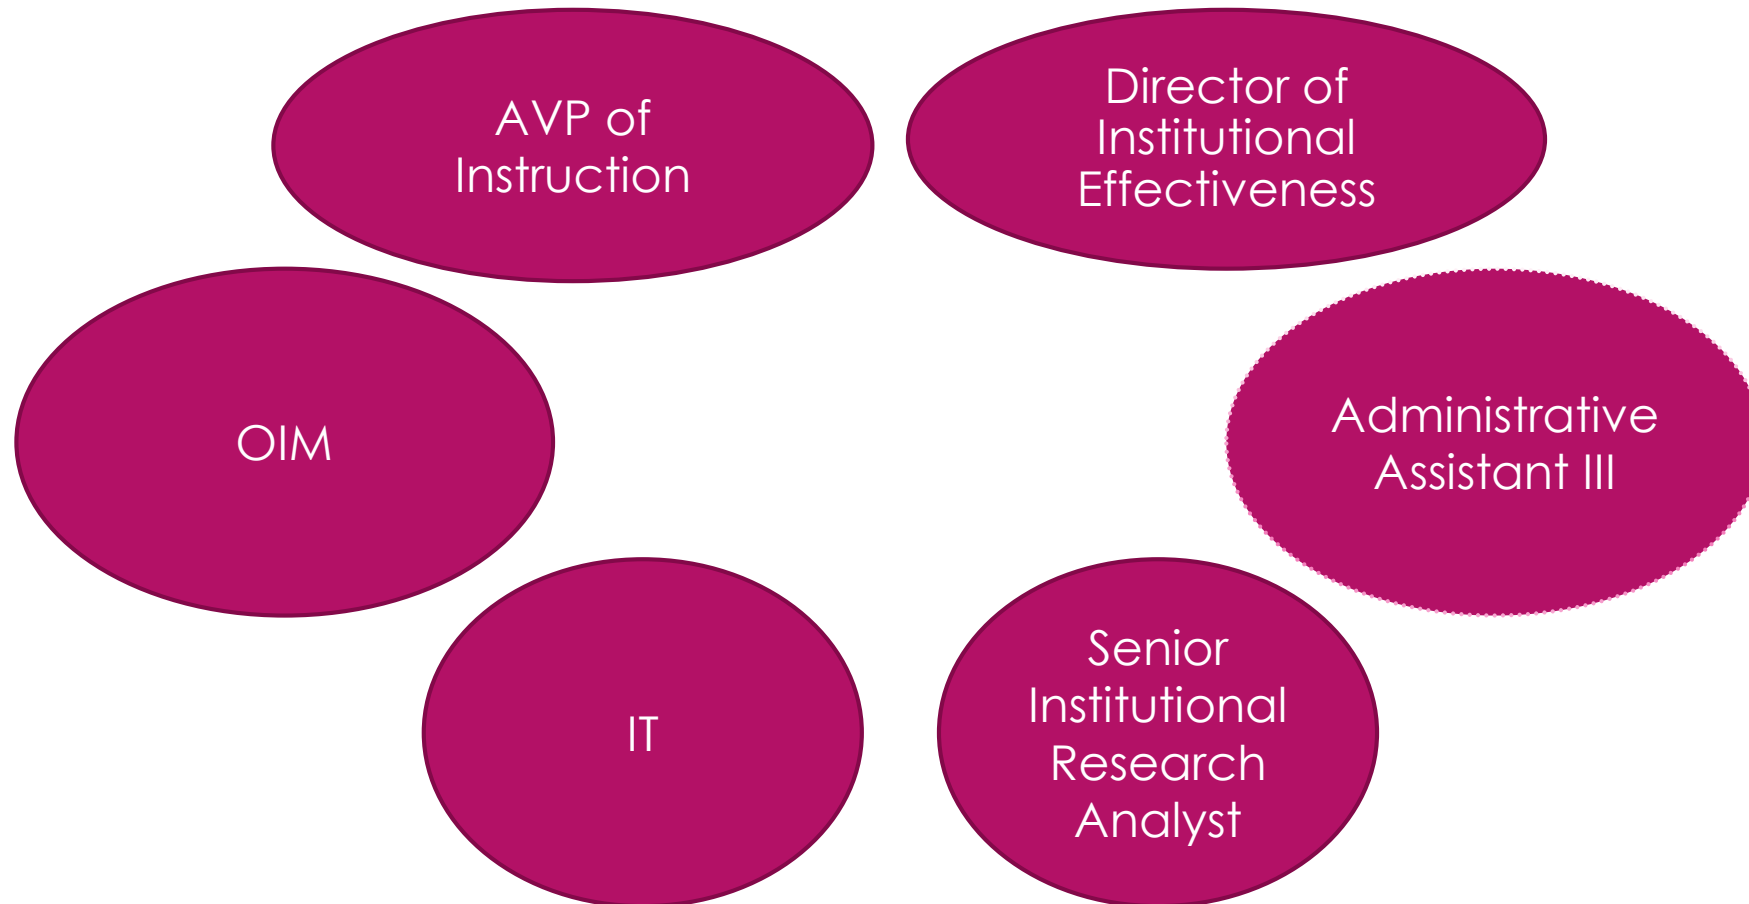 AVP of
Instruction
Director of
Institutional
Effectiveness
OIM
Administrative
Assistant III
IT
Senior
Institutional
Research
Analyst